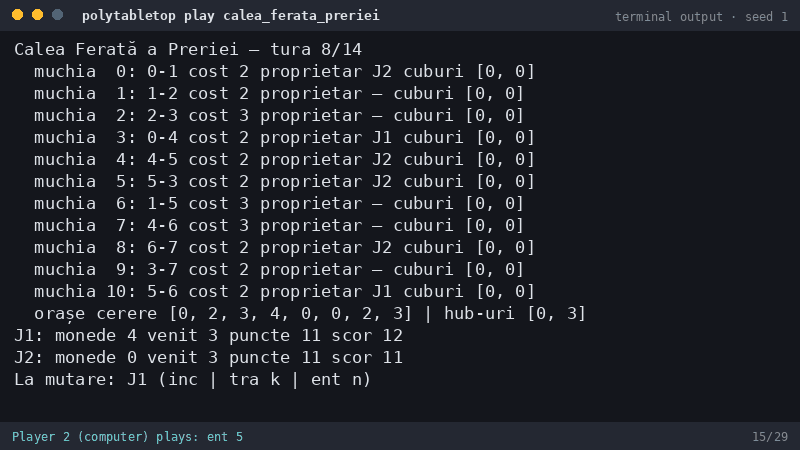 polytabletop play calea_ferata_preriei
terminal output · seed 1
Calea Ferată a Preriei — tura 8/14
muchia  0: 0-1 cost 2 proprietar J2 cuburi [0, 0]
muchia  1: 1-2 cost 2 proprietar — cuburi [0, 0]
muchia  2: 2-3 cost 3 proprietar — cuburi [0, 0]
muchia  3: 0-4 cost 2 proprietar J1 cuburi [0, 0]
muchia  4: 4-5 cost 2 proprietar J2 cuburi [0, 0]
muchia  5: 5-3 cost 2 proprietar J2 cuburi [0, 0]
muchia  6: 1-5 cost 3 proprietar — cuburi [0, 0]
muchia  7: 4-6 cost 3 proprietar — cuburi [0, 0]
muchia  8: 6-7 cost 2 proprietar J2 cuburi [0, 0]
muchia  9: 3-7 cost 2 proprietar — cuburi [0, 0]
muchia 10: 5-6 cost 2 proprietar J1 cuburi [0, 0]
orașe cerere [0, 2, 3, 4, 0, 0, 2, 3] | hub-uri [0, 3]
J1: monede 4 venit 3 puncte 11 scor 12
J2: monede 0 venit 3 puncte 11 scor 11
La mutare: J1 (inc | tra k | ent n)
Player 2 (computer) plays: ent 5
15/29